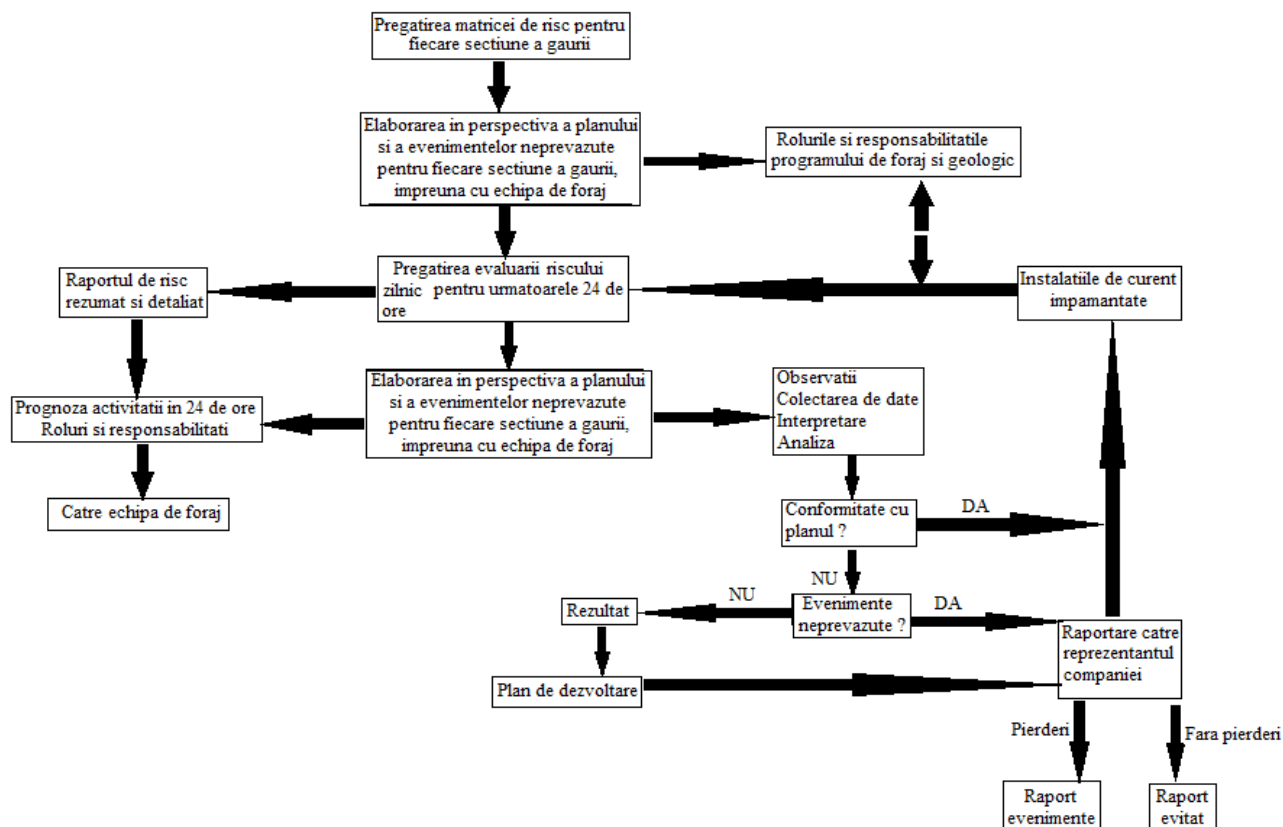 Pregatirea matricei de risc pentru
fiecare sectiune a gaurii
Elaborarea in perspectiva a planului
si a evenimentelor neprevazute
pentru fiecare sectiune a gaurii,
impreuna cu echipa de foraj
Rolurile si responsabilitatile
programului de foraj si geologic
Raportul de risc
rezumat si detaliat
Pregatirea evaluarii riscului
zilnic pentru urmatoarele 24 de
ore
Instalatiile de curent
impamantate
Prognoza activitatii in 24 de ore
Roluri si responsabilitati
Elaborarea in perspectiva a planului
si a evenimentelor neprevazute
pentru fiecare sectiune a gaurii,
impreuna cu echipa de foraj
Observatii
Colectarea de date
Interpretare
Analiza
Catre echipa de foraj
Conformitate cu
planul ?
DA
NU
Evenimente
neprevazute ?
NU
DA
Rezultat
Plan de dezvoltare
Raportare catre
reprezentantul
companiei
Pierderi
Fara pierderi
Raport
evenimente
Raport
evitat